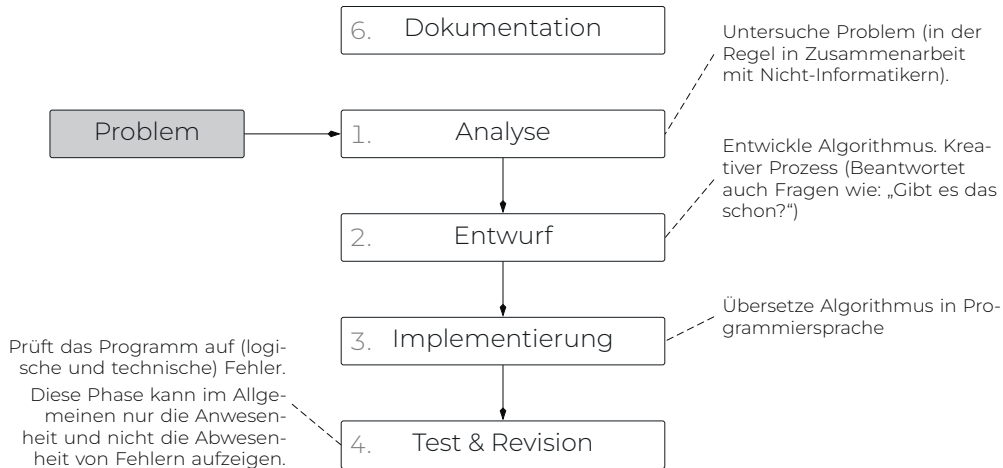 6. Dokumentation
Untersuche Problem (in der
Regel in Zusammenarbeit
mit Nicht-Informatikern).
Problem
1. Analyse
Entwickle Algorithmus. Krea-
tiver Prozess (Beantwortet
auch Fragen wie: „Gibt es das
schon?“)
2. Entwurf
Übersetze Algorithmus in Pro-
grammiersprache
3. Implementierung
Prüft das Programm auf (logi-
sche und technische) Fehler.
Diese Phase kann im Allge-
meinen nur die Anwesen-
heit und nicht die Abwesen-
heit von Fehlern aufzeigen.
4. Test & Revision